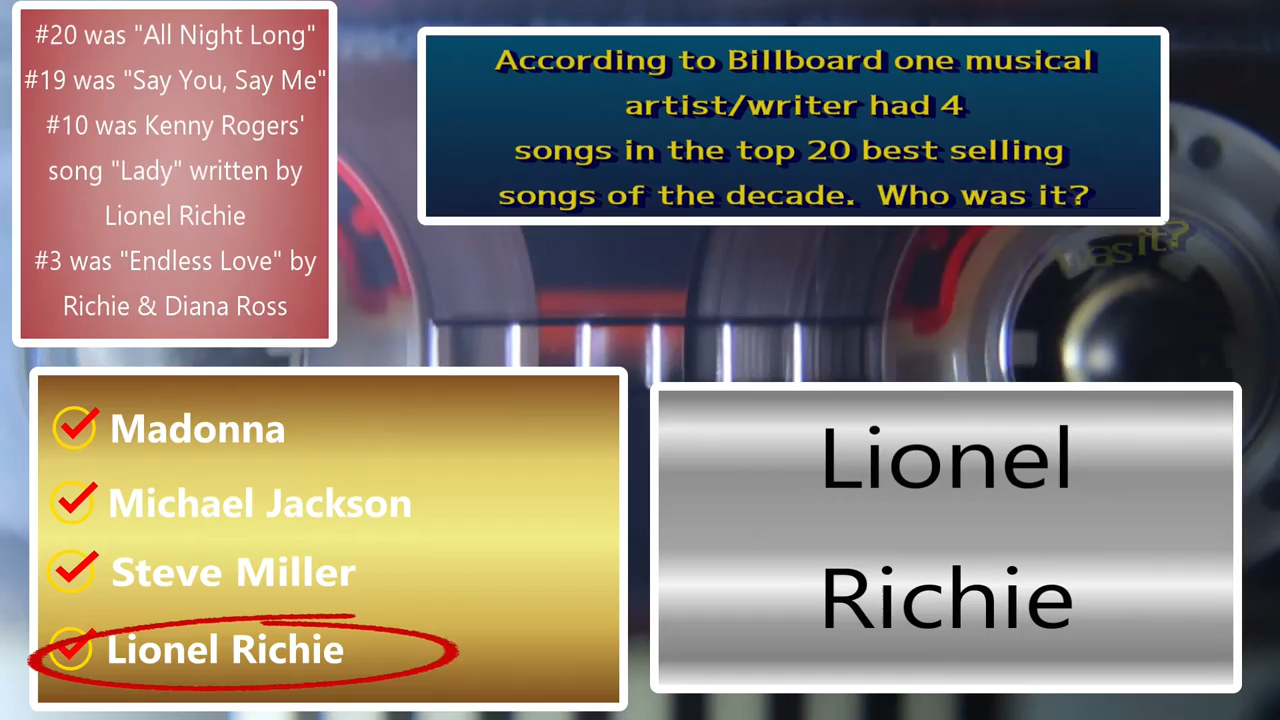 #20 was "All Night Long"
#19 was "Say You, Say Me"
#10 was Kenny Rogers'
song "Lady" written by
Lionel Richie
#3 was "Endless Love" by
Richie & Diana Ross
According to Billboard one musical
artist/writer had 4
songs in the top 20 best selling
songs of the decade.  Who was it?
was it?
Madonna
Michael Jackson
Steve Miller
Lionel Richie
Lionel
Richie